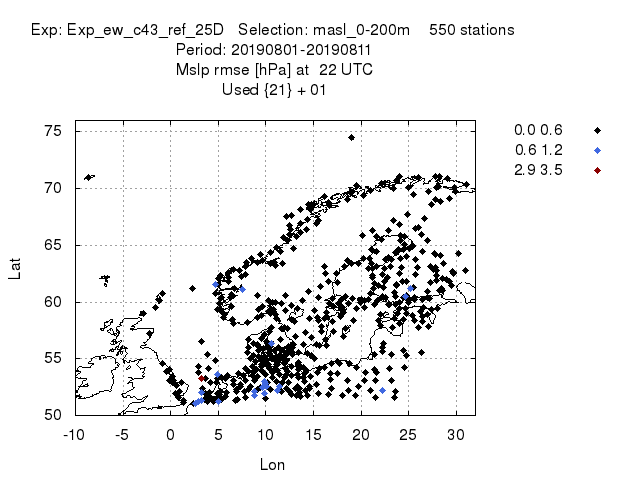 Exp: Exp_ew_c43_ref_25D Selection: masl_0-200m 550 stations
Period: 20190801-20190811
Mslp rmse [hPa] at 22 UTC
Used {21} + 01
0.0 0.6
0.6 1.2
2.9 3.5
75
70
65
60
55
50
Lat
-10 -5 0 5 10 15 20 25 30
Lon